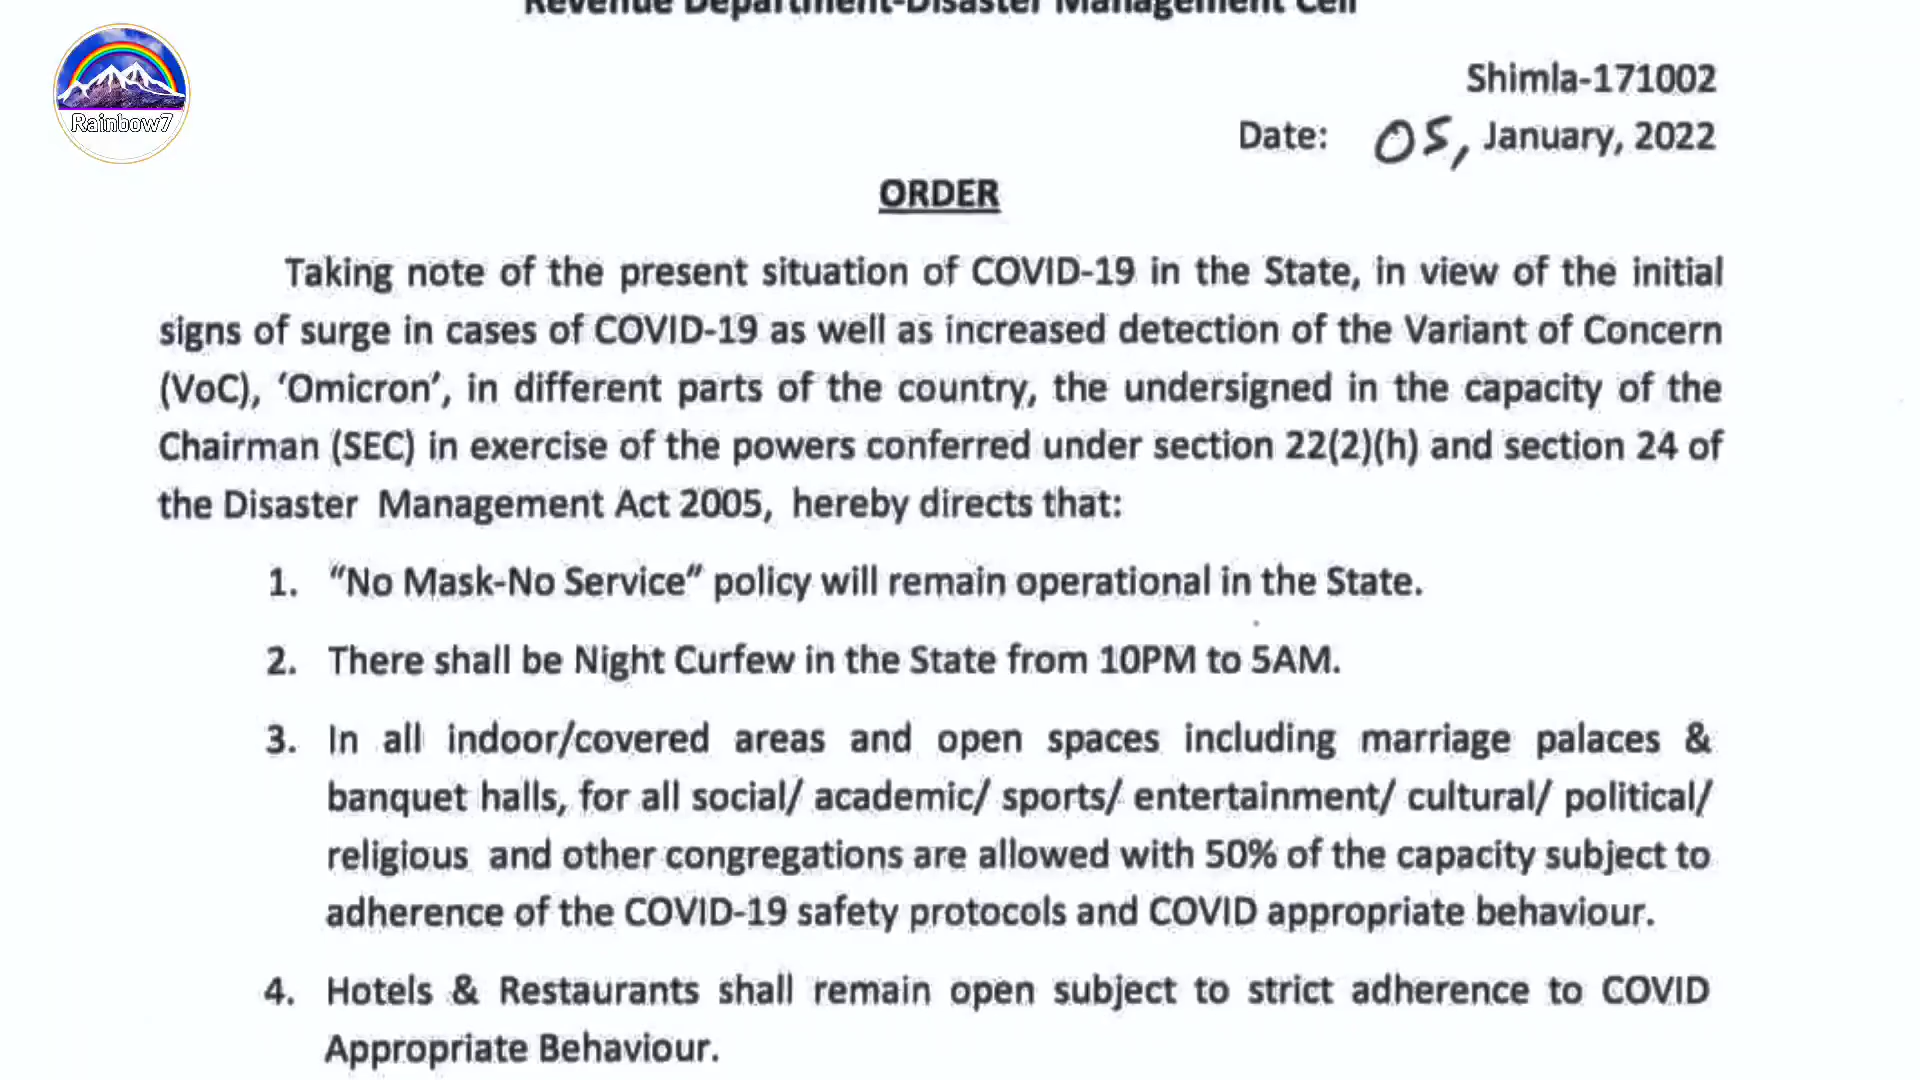 Revenue Department-Disaster Management Cell
Rainbow7
Shimla-171002
Date: 05, January, 2022
ORDER
Taking note of the present situation of COVID-19 in the State, in view of the initial
signs of surge in cases of COVID-19 as well as increased detection of the Variant of Concern
(VoC), ‘Omicron’, in different parts of the country, the undersigned in the capacity of the
Chairman (SEC) in exercise of the powers conferred under section 22(2)(h) and section 24 of
the Disaster Management Act 2005, hereby directs that:
1. “No Mask-No Service” policy will remain operational in the State.
2. There shall be Night Curfew in the State from 10PM to 5AM.
3. In all indoor/covered areas and open spaces including marriage palaces &
banquet halls, for all social/ academic/ sports/ entertainment/ cultural/ political/
religious and other congregations are allowed with 50% of the capacity subject to
adherence of the COVID-19 safety protocols and COVID appropriate behaviour.
4. Hotels & Restaurants shall remain open subject to strict adherence to COVID
Appropriate Behaviour.